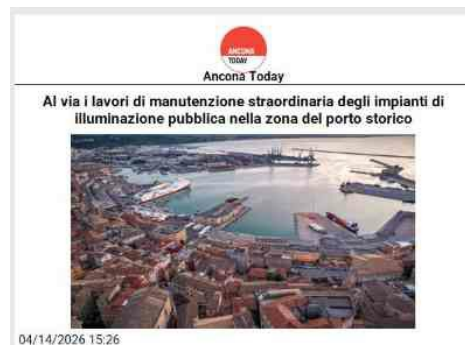 ANCONA
TODAY
Ancona Today
Al via i lavori di manutenzione straordinaria degli impianti di
illuminazione pubblica nella zona del porto storico
04/14/2026 15:26